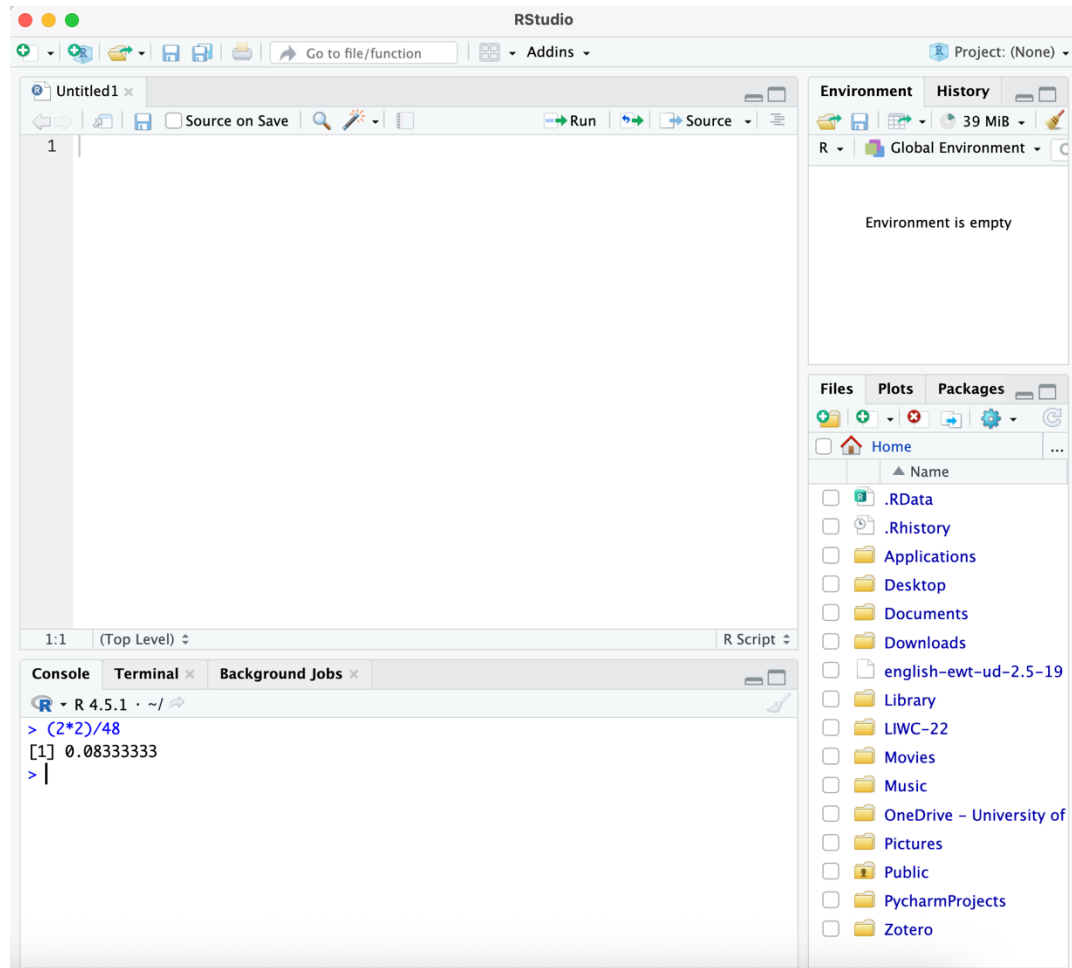 RStudio
Go to file/function
Addins
Project: (None)
Untitled1
Source on Save
Run
Source
1
1:1
(Top Level)
R Script
Console
Terminal
Background Jobs
R 4.5.1 · ~/
> (2*2)/48
[1] 0.08333333
>
Environment
History
39 MiB
R
Global Environment
Environment is empty
Files
Plots
Packages
Home
...
Name
.RData
.Rhistory
Applications
Desktop
Documents
Downloads
english-ewt-ud-2.5-19
Library
LIWC-22
Movies
Music
OneDrive – University of
Pictures
Public
PycharmProjects
Zotero